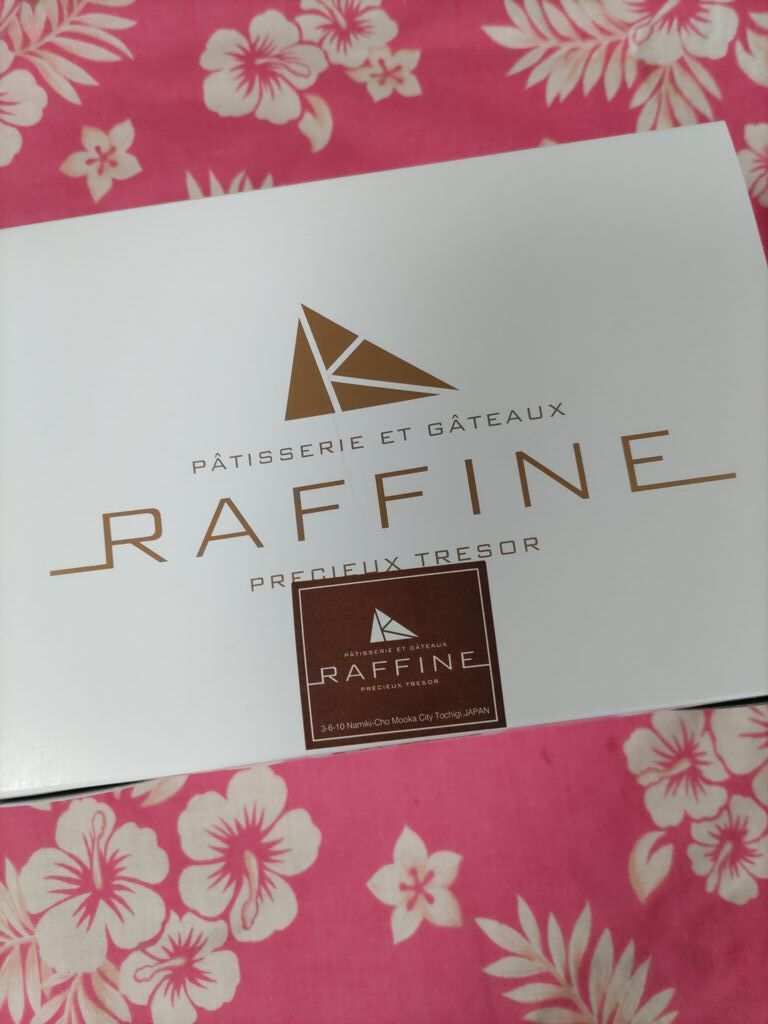 PÂTISSERIE ET GÂTEAUX
RAFFINE
PRECIEUX TRESOR
PÂTISSERIE ET GÂTEAUX
RAFFINE
PRECIEUX TRESOR
3-6-10 Namiki-Cho Mooka City Tochigi.JAPAN